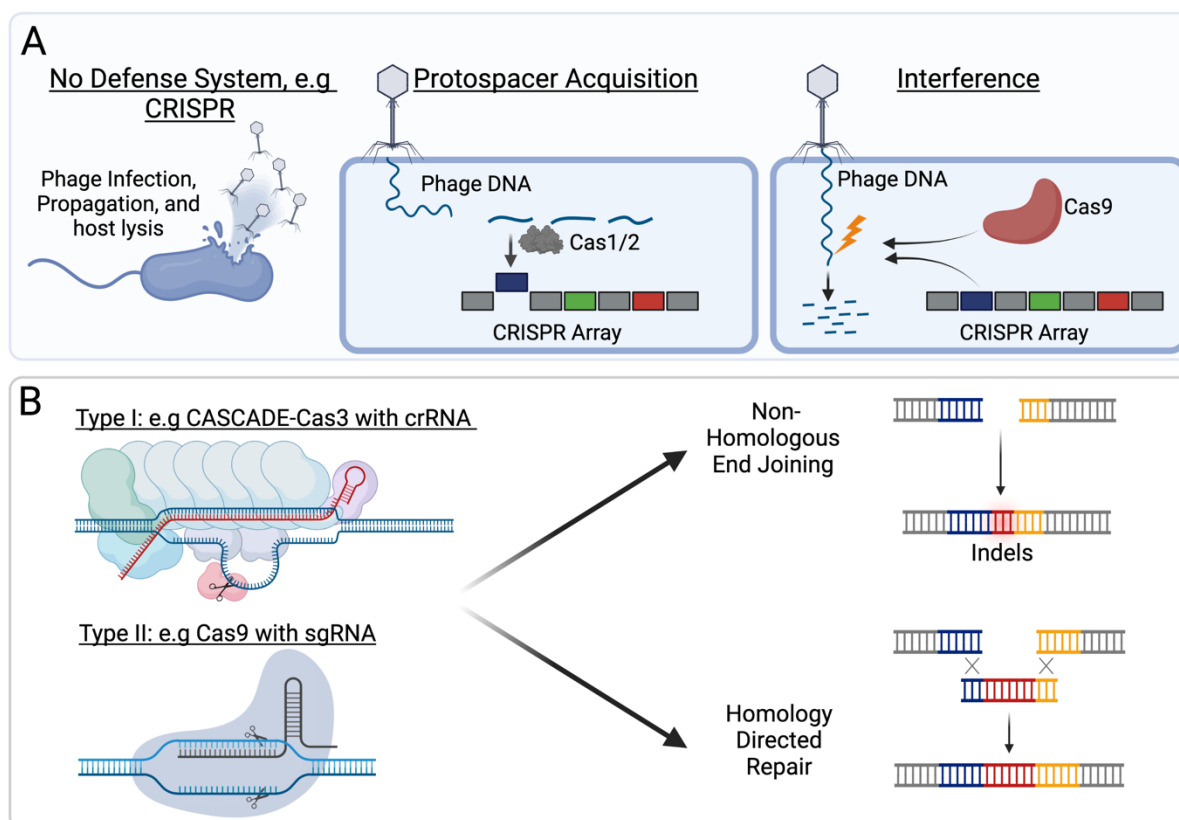 A
No Defense System, e.g
CRISPR
Phage Infection,
Propagation, and
host lysis
Protospacer Acquisition
Phage DNA
Cas1/2
CRISPR Array
Interference
Phage DNA
Cas9
CRISPR Array
B
Type I: e.g CASCADE-Cas3 with crRNA
Type II: e.g Cas9 with sgRNA
Non-
Homologous
End Joining
Indels
Homology
Directed
Repair